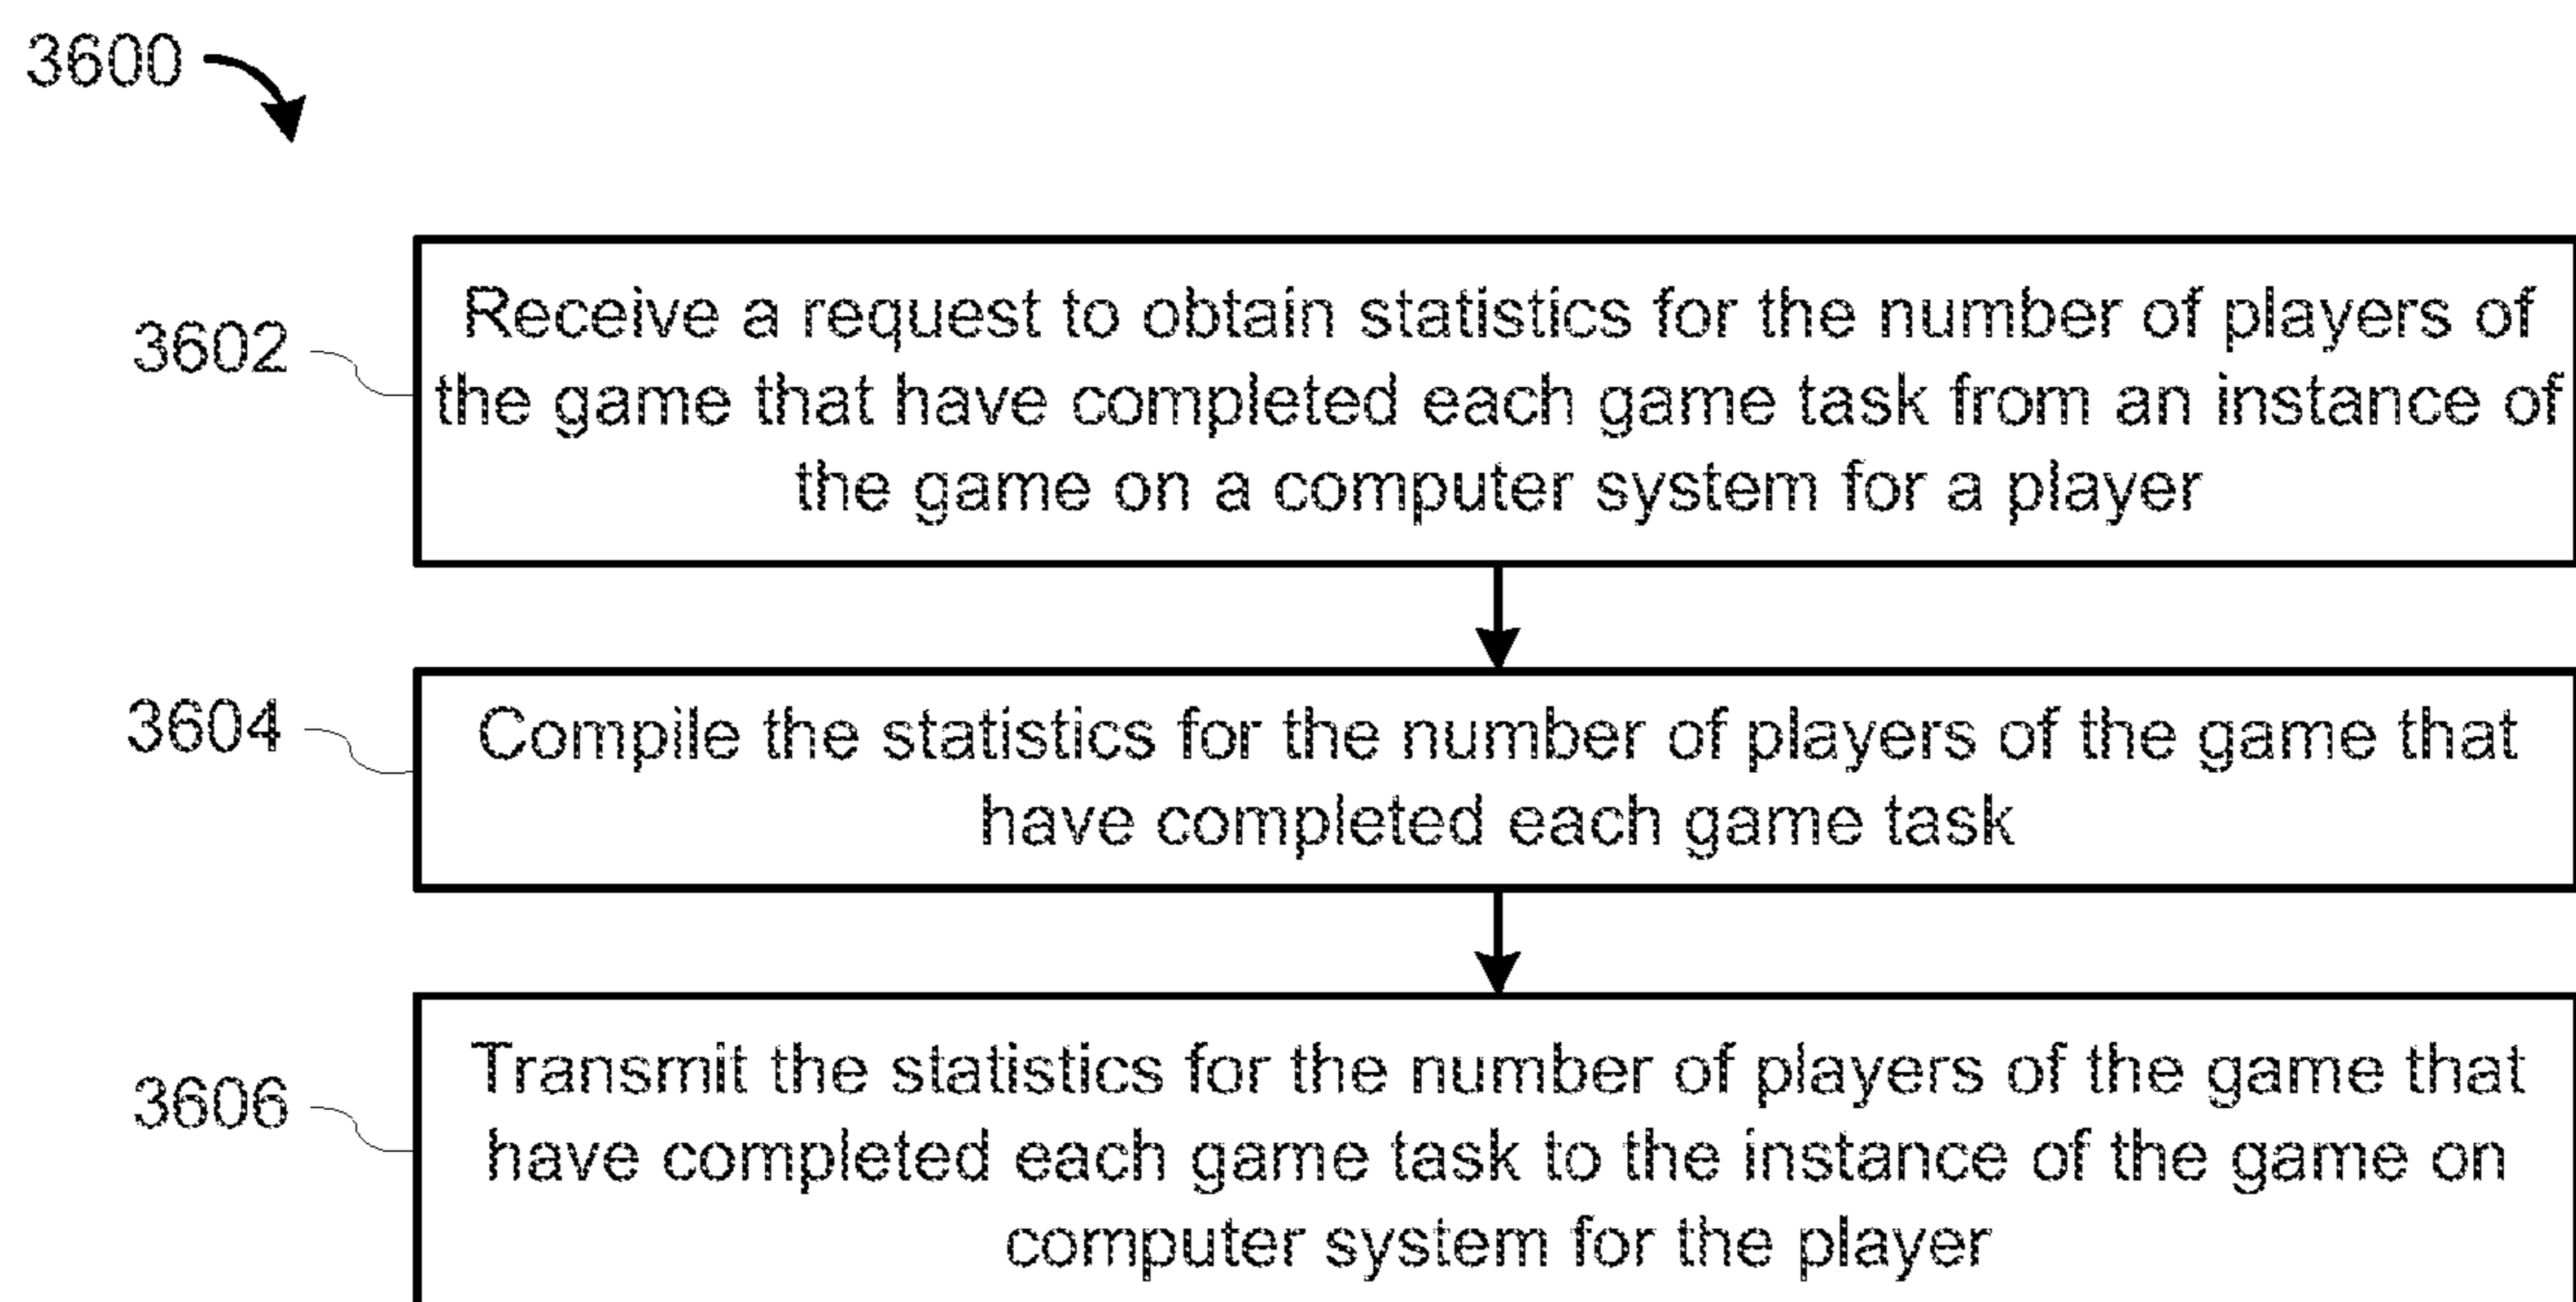 3600
3602
Receive a request to obtain statistics for the number of players of
the game that have completed each game task from an instance of
the game on a computer system for a player
3604
Compile the statistics for the number of players of the game that
have completed each game task
3606
Transmit the statistics for the number of players of the game that
have completed each game task to the instance of the game on
computer system for the player